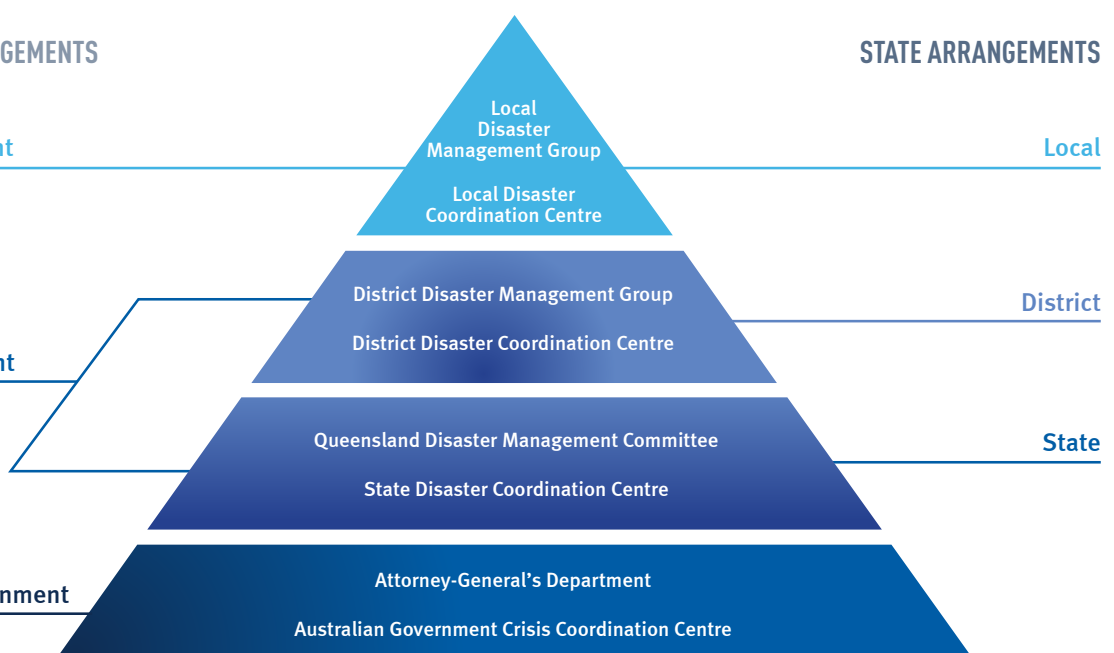 GEMENTS
STATE ARRANGEMENTS
Local
Disaster
Management Group
nt
Local
Local Disaster
Coordination Centre
District Disaster Management Group
District
District Disaster Coordination Centre
nt
Queensland Disaster Management Committee
State
State Disaster Coordination Centre
Attorney-General’s Department
nment
Australian Government Crisis Coordination Centre